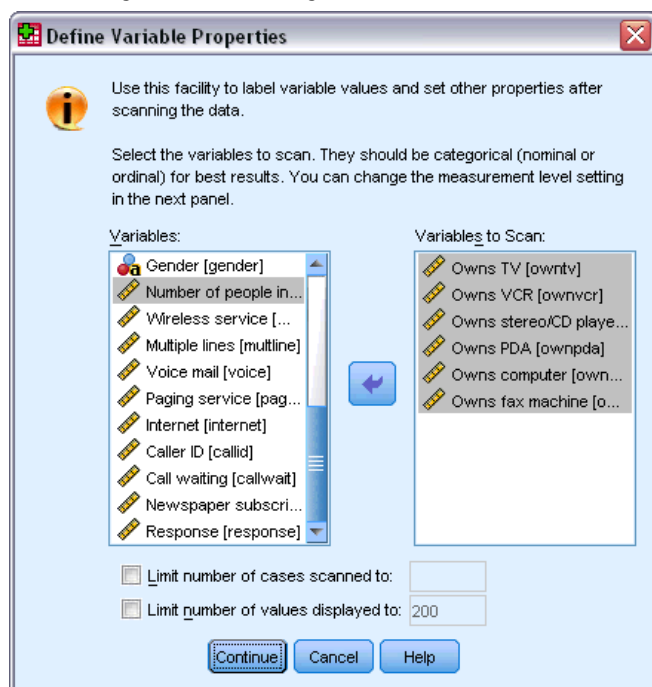 Define Variable Properties
Use this facility to label variable values and set other properties after
scanning the data.
Select the variables to scan. They should be categorical (nominal or
ordinal) for best results. You can change the measurement level setting
in the next panel.
Variables:
Gender [gender]
Number of people in...
Wireless service [...
Multiple lines [multline]
Voice mail [voice]
Paging service [pag...
Internet [internet]
Caller ID [callid]
Call waiting [callwait]
Newspaper subscri...
Response [response]
Variables to Scan:
Owns TV [owntv]
Owns VCR [ownvcr]
Owns stereo/CD playe...
Owns PDA [ownpda]
Owns computer [own...
Owns fax machine [o...
Limit number of cases scanned to:
Limit number of values displayed to: 200
Continue Cancel Help